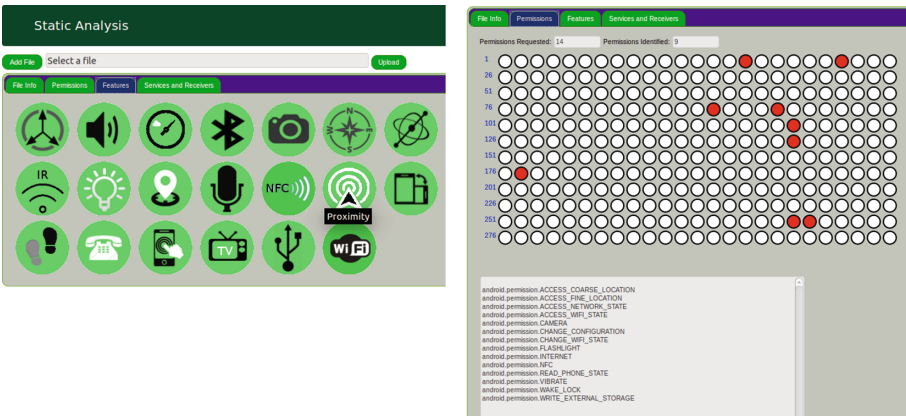 Static Analysis
Add File Select a file Upload
File Info Permissions Features Services and Receivers
N
W E
S
IR
NFC
Proximity
TV
WiFi
File Info Permissions Features Services and Receivers
Permissions Requested: 14 Permissions Identified: 9
1
26
51
76
101
126
151
176
201
226
251
276
android.permission.ACCESS_COARSE_LOCATION
android.permission.ACCESS_FINE_LOCATION
android.permission.ACCESS_NETWORK_STATE
android.permission.ACCESS_WIFI_STATE
android.permission.CAMERA
android.permission.CHANGE_CONFIGURATION
android.permission.CHANGE_WIFI_STATE
android.permission.FLASHLIGHT
android.permission.INTERNET
android.permission.NFC
android.permission.READ_PHONE_STATE
android.permission.VIBRATE
android.permission.WAKE_LOCK
android.permission.WRITE_EXTERNAL_STORAGE